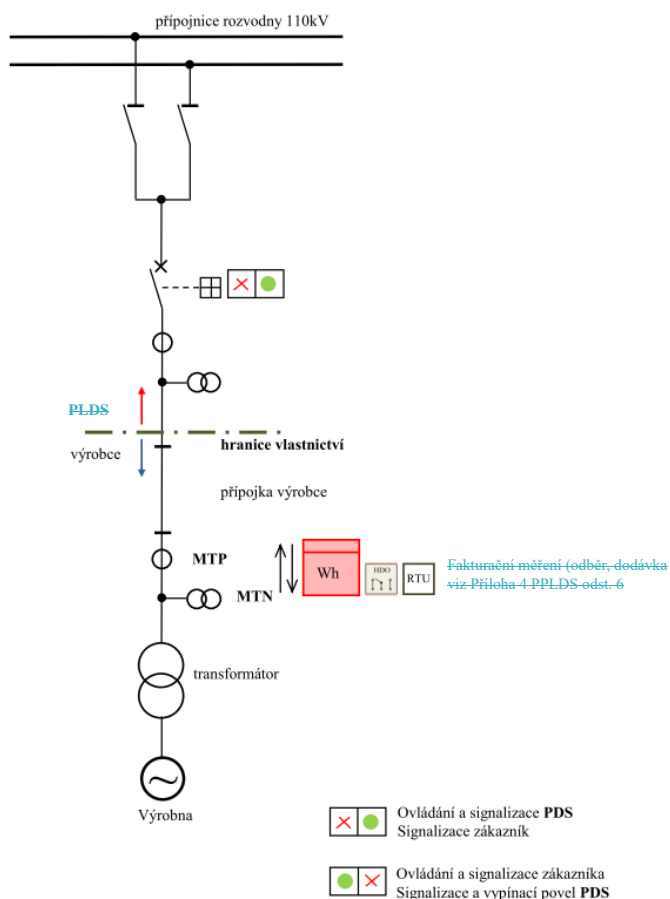 přípojnice rozvodny 110kV
PLDS
výrobce
hranice vlastnictví
přípojka výrobce
MTP
MTN
Wh
HDO
RTU
Fakturační měření (odběr, dodávka
viz Příloha 4 PPLDS odst. 6
transformátor
Výrobna
Ovládání a signalizace PDS
Signalizace zákazník
Ovládání a signalizace zákazníka
Signalizace a vypínací povel PDS